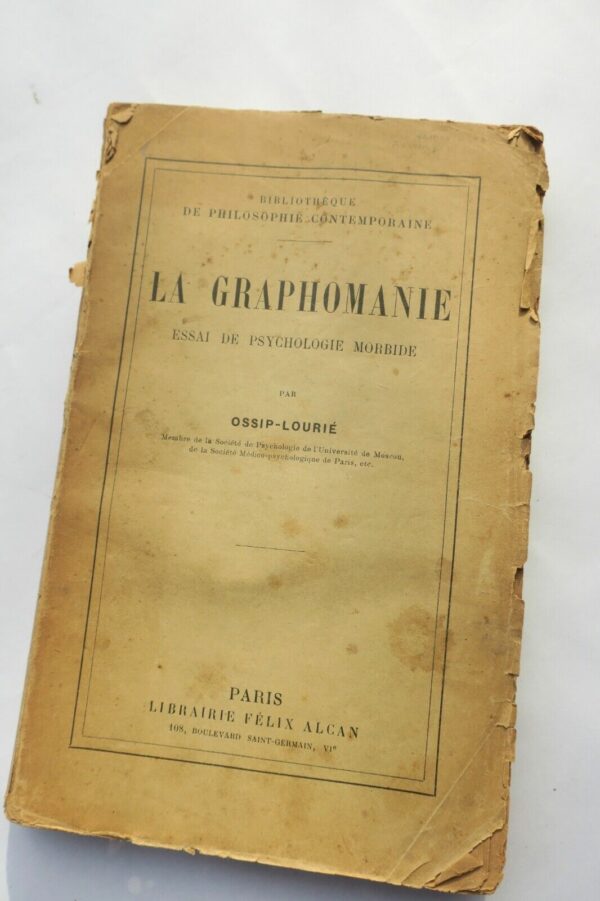 BIBLIOTHÈQUE
DE PHILOSOPHIE CONTEMPORAINE
LA GRAPHOMANIE
ESSAI DE PSYCHOLOGIE MORBIDE
PAR
OSSIP-LOURIÉ
Membre de la Société de Psychologie de l'Université de Moscou,
de la Société Médico-psychologique de Paris, etc.
PARIS
LIBRAIRIE FÉLIX ALCAN
108, BOULEVARD SAINT-GERMAIN, VIe